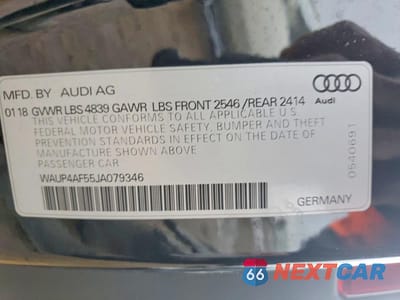 MFD. BY AUDI AG
01 18 GVWR LBS 4839 GAWR LBS FRONT 2546 /REAR 2414
THIS VEHICLE CONFORMS TO ALL APPLICABLE U.S.
FEDERAL MOTOR VEHICLE SAFETY, BUMPER AND THEFT
PREVENTION STANDARDS IN EFFECT ON THE DATE OF
MANUFACTURE SHOWN ABOVE.
PASSENGER CAR
WAUP4AF55JA079346
GERMANY
Audi
0540691
66 NEXTCAR